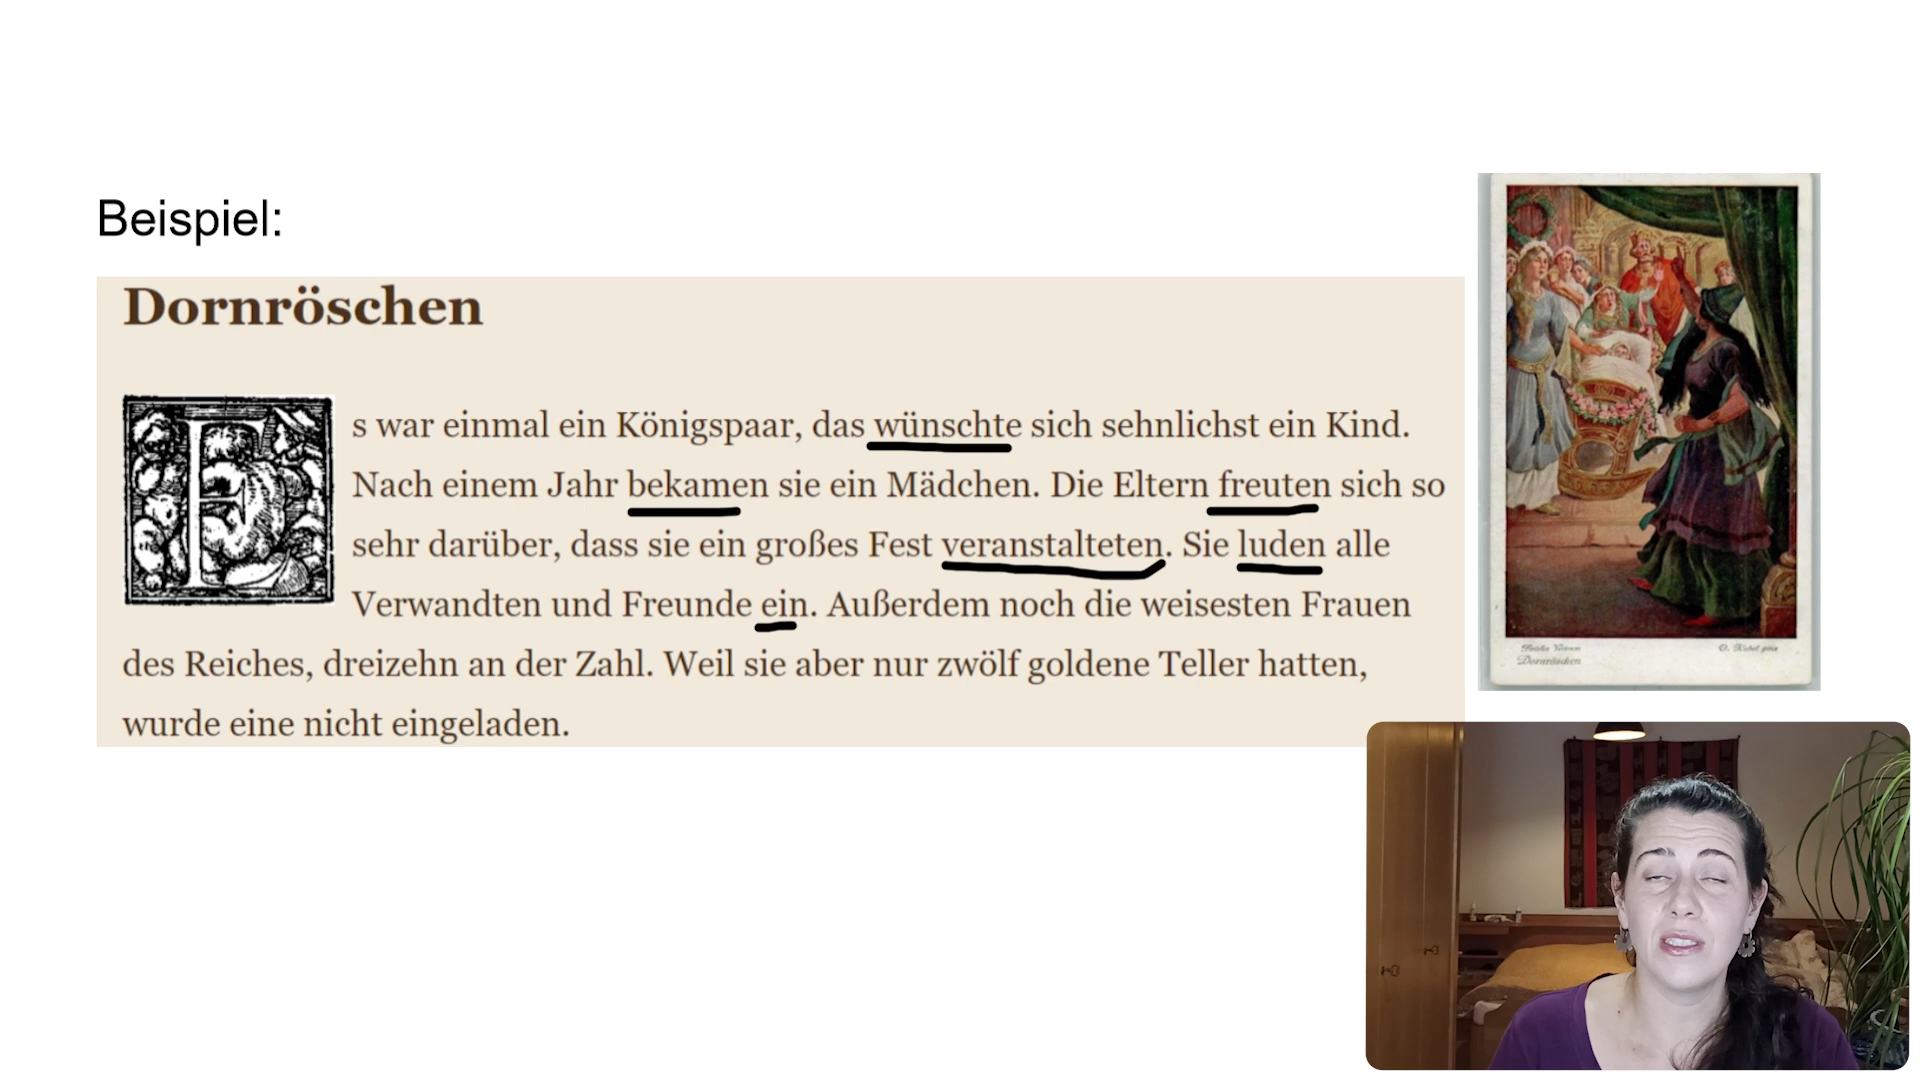 Beispiel:
Dornröschen
Es war einmal ein Königspaar, das wünschte sich sehnlichst ein Kind.
Nach einem Jahr bekamen sie ein Mädchen. Die Eltern freuten sich so
sehr darüber, dass sie ein großes Fest veranstalteten. Sie luden alle
Verwandten und Freunde ein. Außerdem noch die weisesten Frauen
des Reiches, dreizehn an der Zahl. Weil sie aber nur zwölf goldene Teller hatten,
wurde eine nicht eingeladen.
Dornröschen